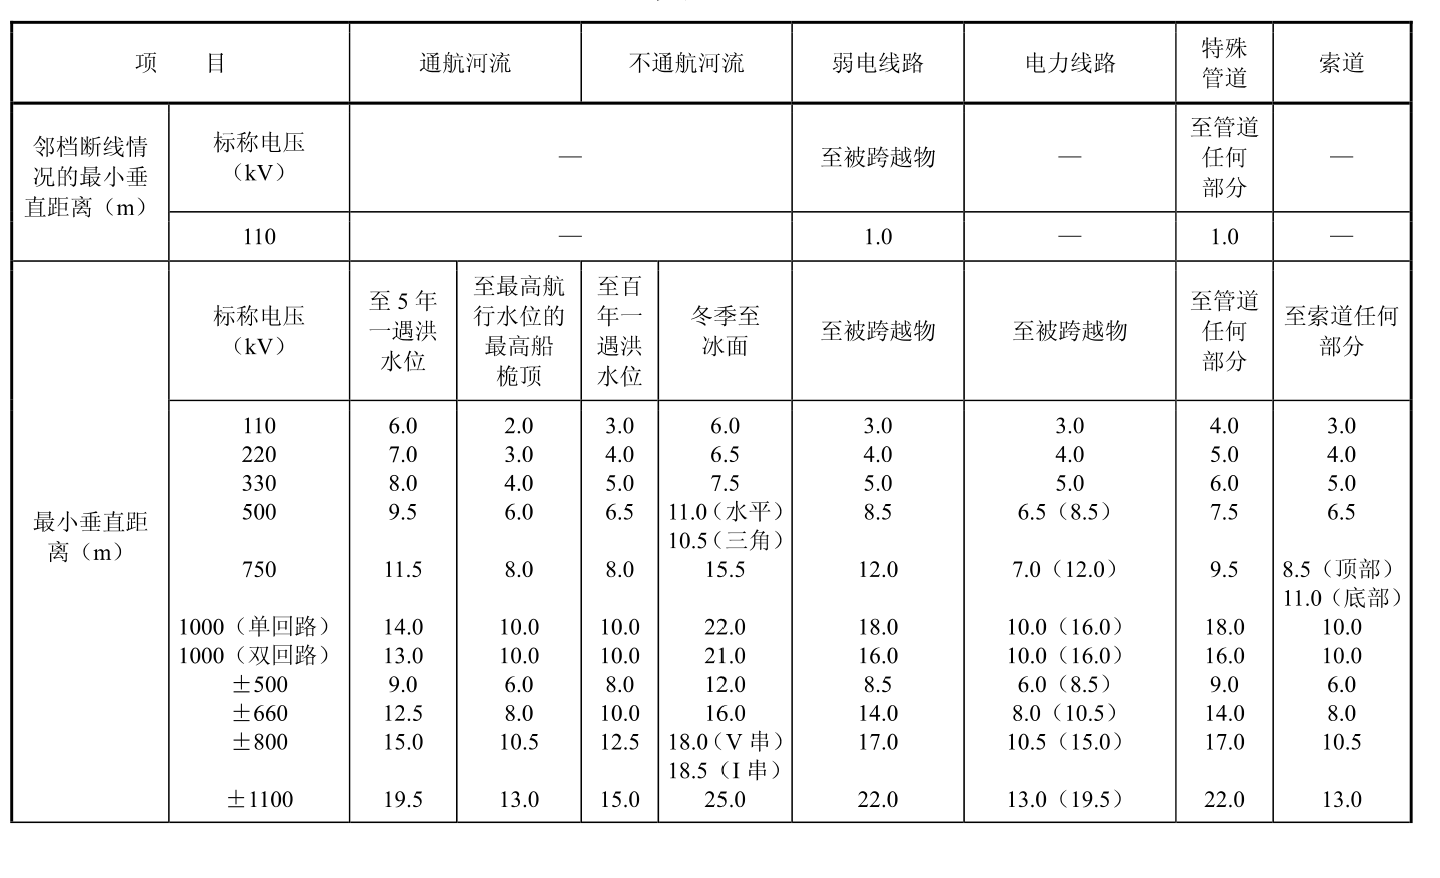 项 目 通航河流 不通航河流 弱电线路 电力线路 特殊管道 索道
邻档断线情况的最小垂直距离（m） 标称电压（kV） — 至被跨越物 — 至管道任何部分 —
110 — 1.0 — 1.0 —
最小垂直距离（m） 标称电压（kV） 至 5 年一遇洪水位 至最高航行水位的最高船桅顶 至百年一遇洪水位 冬季至冰面 至被跨越物 至被跨越物 至管道任何部分 至索道任何部分
110 6.0 2.0 3.0 6.0 3.0 3.0 4.0 3.0
220 7.0 3.0 4.0 6.5 4.0 4.0 5.0 4.0
330 8.0 4.0 5.0 7.5 5.0 5.0 6.0 5.0
500 9.5 6.0 6.5 11.0（水平） 8.5 6.5（8.5） 7.5 6.5
10.5（三角）
750 11.5 8.0 8.0 15.5 12.0 7.0（12.0） 9.5 8.5（顶部）
11.0（底部）
1000（单回路） 14.0 10.0 10.0 22.0 18.0 10.0（16.0） 18.0 10.0
1000（双回路） 13.0 10.0 10.0 21.0 16.0 10.0（16.0） 16.0 10.0
±500 9.0 6.0 8.0 12.0 8.5 6.0（8.5） 9.0 6.0
±660 12.5 8.0 10.0 16.0 14.0 8.0（10.5） 14.0 8.0
±800 15.0 10.5 12.5 18.0（V 串） 17.0 10.5（15.0） 17.0 10.5
18.5（I 串）
±1100 19.5 13.0 15.0 25.0 22.0 13.0（19.5） 22.0 13.0